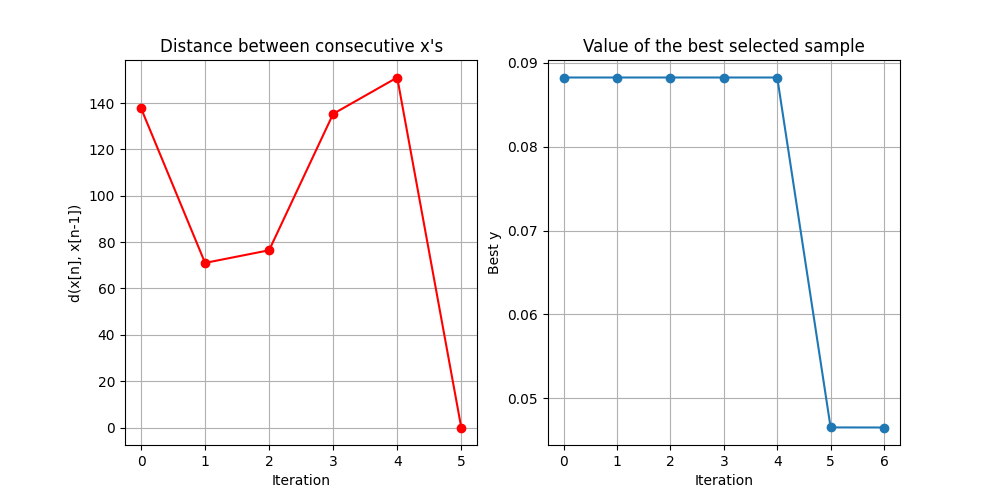 Distance between consecutive x's
d(x[n], x[n-1])
140
120
100
80
60
40
20
0
0 1 2 3 4 5
Iteration
Value of the best selected sample
Best y
0.09
0.08
0.07
0.06
0.05
0 1 2 3 4 5 6
Iteration